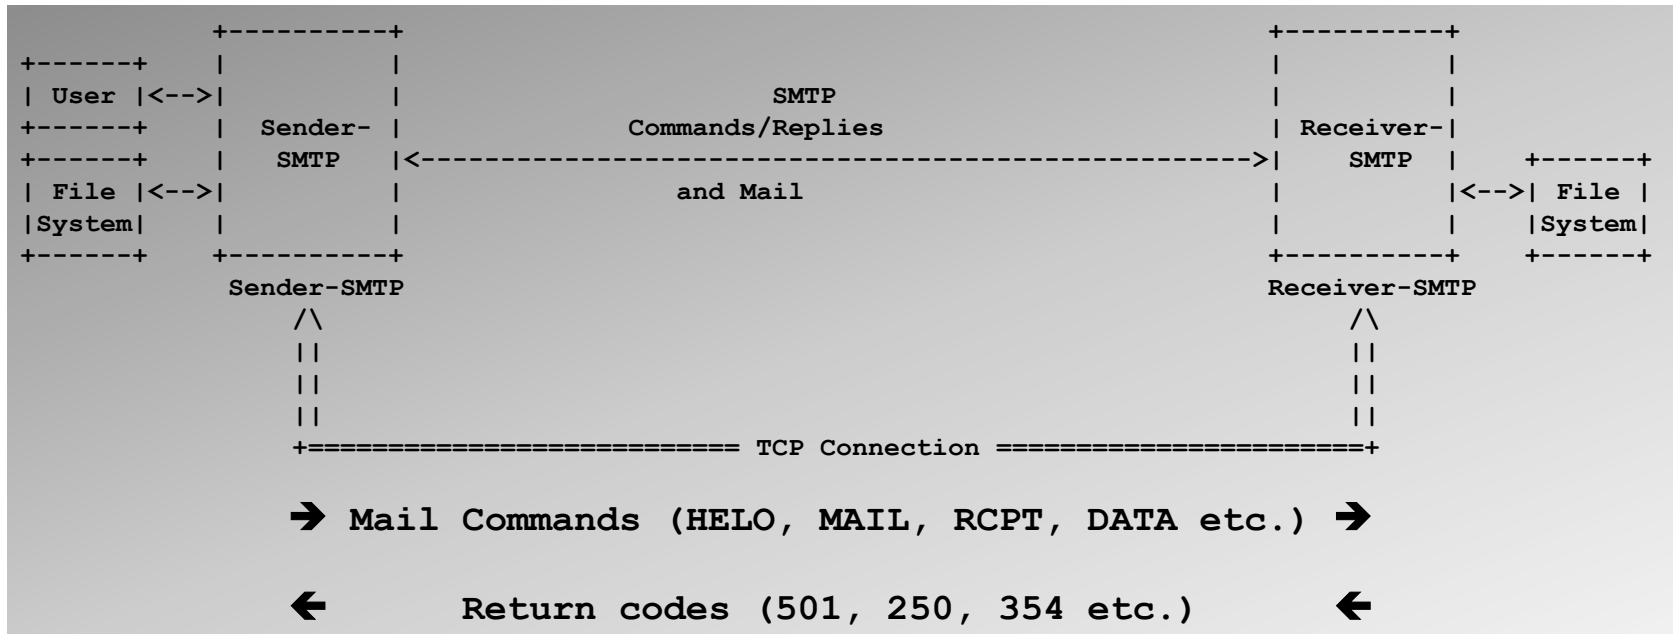 +----------+ +----------+
+------+ | | | |
| User |<-->| | SMTP | |
+------+ | Sender- | Commands/Replies | Receiver-|
+------+ | SMTP |<---------------------------------------------------->| SMTP | +------+
| File |<-->| | and Mail | |<-->| File |
|System| | | | | |System|
+------+ +----------+ +----------+ +------+
Sender-SMTP Receiver-SMTP
/\ /\
|| ||
|| ||
|| ||
+=========================== TCP Connection =======================+
➔ Mail Commands (HELO, MAIL, RCPT, DATA etc.) ➔
🡸 Return codes (501, 250, 354 etc.) 🡸